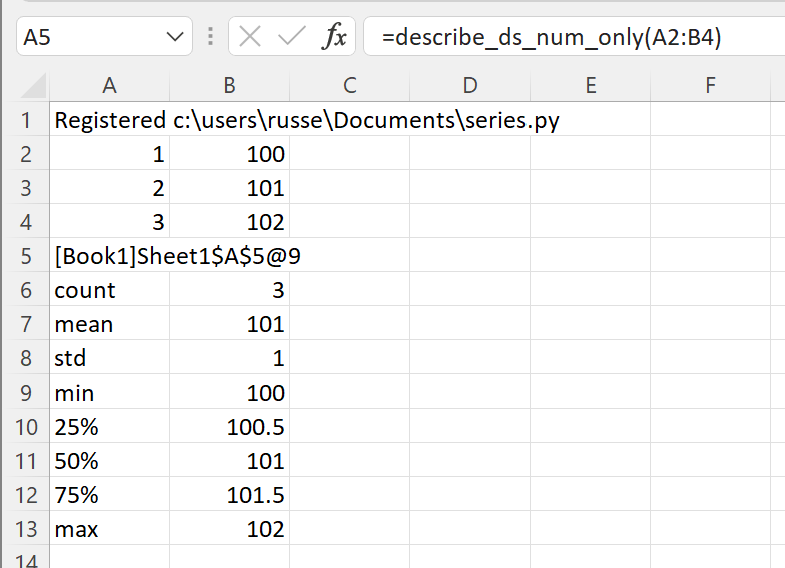 A5 fx =describe_ds_num_only(A2:B4)
A B C D E F
1 Registered c:\users\russe\Documents\series.py
2 1 100
3 2 101
4 3 102
5 [Book1]Sheet1$A$5@9
6 count 3
7 mean 101
8 std 1
9 min 100
10 25% 100.5
11 50% 101
12 75% 101.5
13 max 102
14